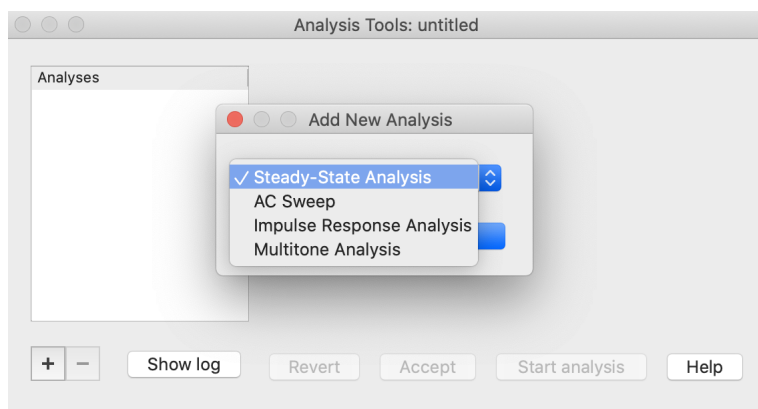 Analysis Tools: untitled
Analyses
Add New Analysis
✓ Steady-State Analysis
AC Sweep
Impulse Response Analysis
Multitone Analysis
+ −
Show log
Revert
Accept
Start analysis
Help